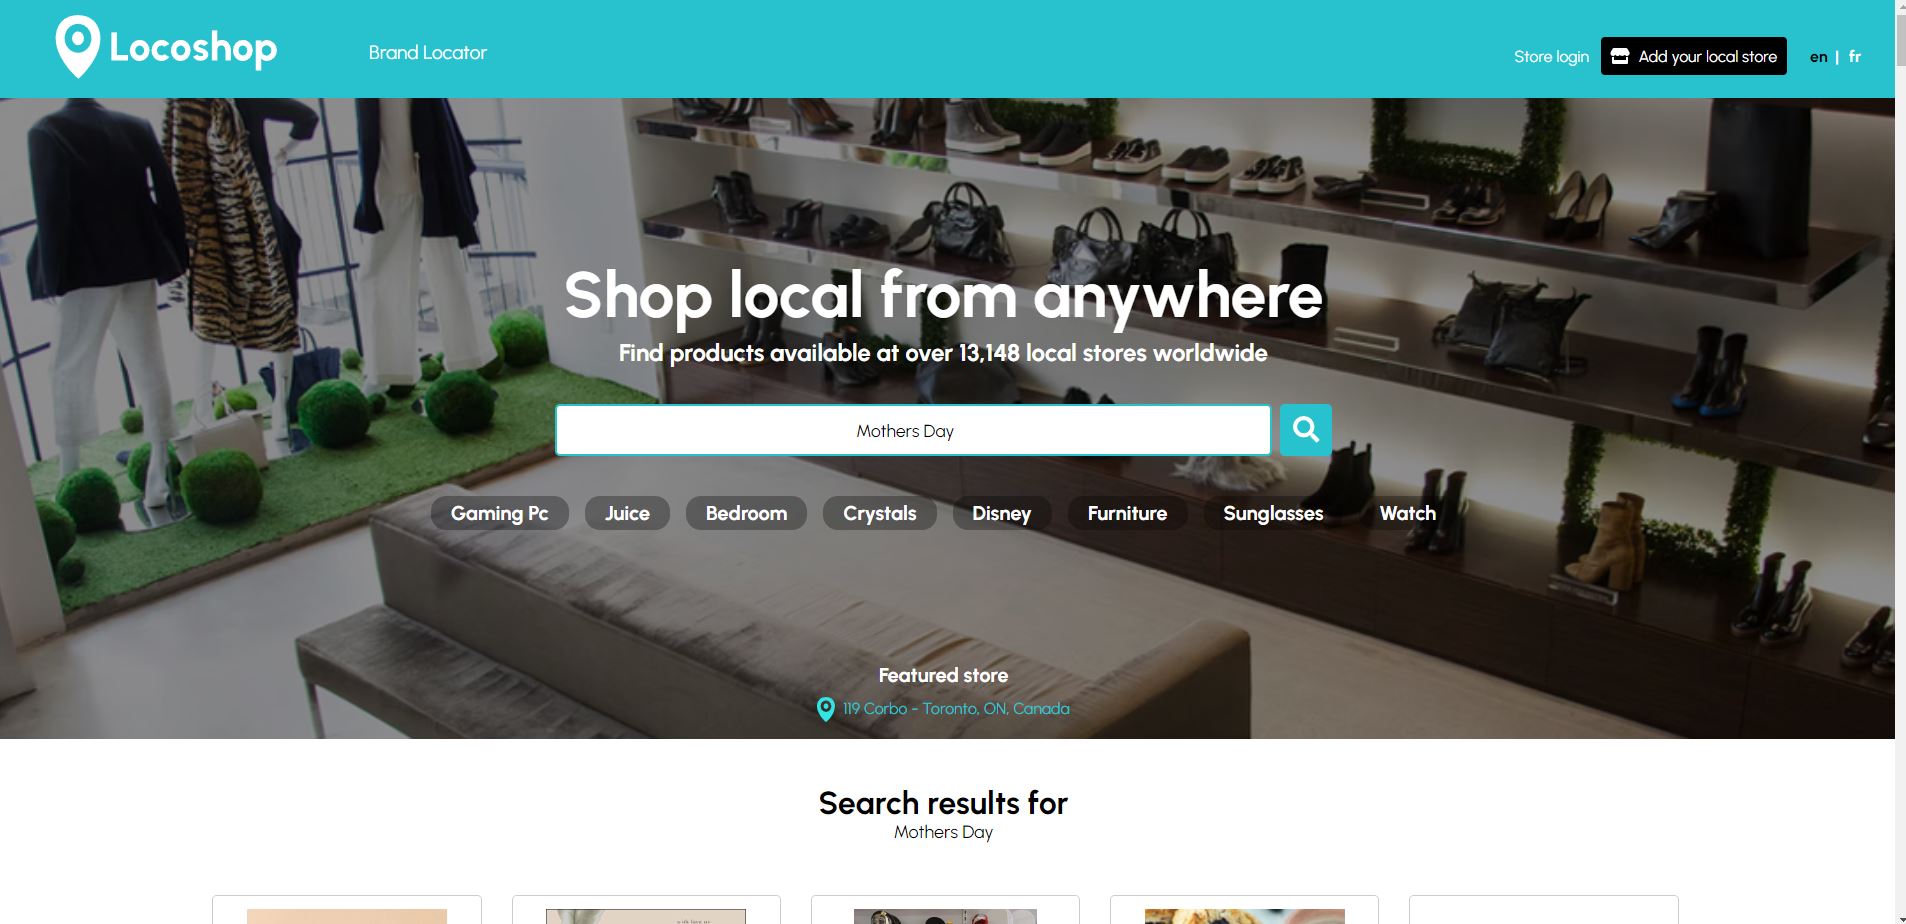 Locoshop
Brand Locator
Store login
Add your local store
en | fr
Shop local from anywhere
Find products available at over 13,148 local stores worldwide
Mothers Day
Gaming Pc
Juice
Bedroom
Crystals
Disney
Furniture
Sunglasses
Watch
Featured store
119 Corbo - Toronto, ON, Canada
Search results for
Mothers Day